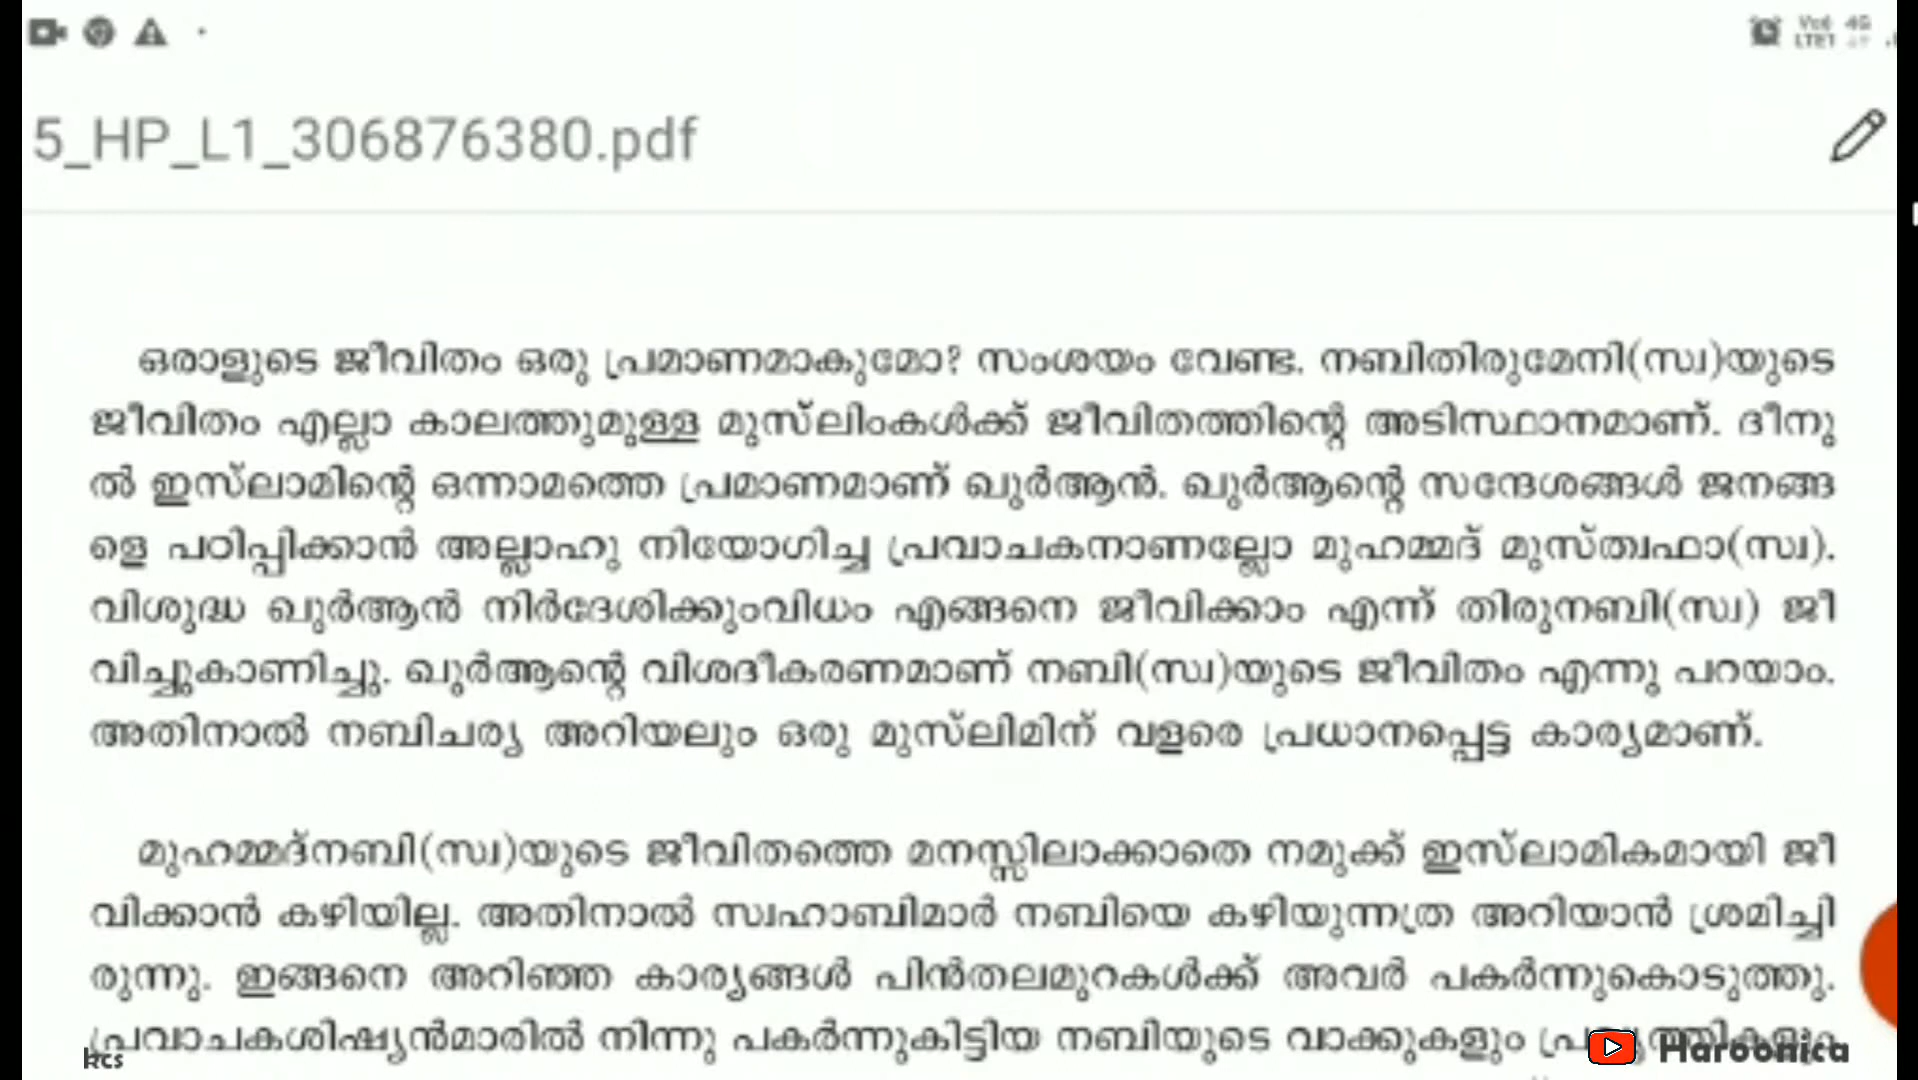 5_HP_L1_306876380.pdf
ഒരാളുടെ ജീവിതം ഒരു പ്രമാണമാകുമോ? സംശയം വേണ്ട. നബിതിരുമേനി(സ്വ)യുടെ
ജീവിതം എല്ലാ കാലത്തുമുള്ള മുസ്‌ലിംകൾക്ക് ജീവിതത്തിന്റെ അടിസ്ഥാനമാണ്. ദീനു
ൽ ഇസ്‌ലാമിന്റെ ഒന്നാമത്തെ പ്രമാണമാണ് ഖുർആൻ. ഖുർആന്റെ സന്ദേശങ്ങൾ ജനങ്ങ
ളെ പഠിപ്പിക്കാൻ അല്ലാഹു നിയോഗിച്ച പ്രവാചകനാണല്ലോ മുഹമ്മദ് മുസ്ത്വഫാ(സ്വ).
വിശുദ്ധ ഖുർആൻ നിർദേശിക്കുംവിധം എങ്ങനെ ജീവിക്കാം എന്ന് തിരുനബി(സ്വ) ജീ
വിച്ചുകാണിച്ചു. ഖുർആന്റെ വിശദീകരണമാണ് നബി(സ്വ)യുടെ ജീവിതം എന്നു പറയാം.
അതിനാൽ നബിചര്യ അറിയലും ഒരു മുസ്‌ലിമിന് വളരെ പ്രധാനപ്പെട്ട കാര്യമാണ്.
മുഹമ്മദ്നബി(സ്വ)യുടെ ജീവിതത്തെ മനസ്സിലാക്കാതെ നമുക്ക് ഇസ്‌ലാമികമായി ജീ
വിക്കാൻ കഴിയില്ല. അതിനാൽ സ്വഹാബിമാർ നബിയെ കഴിയുന്നത്ര അറിയാൻ ശ്രമിച്ചി
രുന്നു. ഇങ്ങനെ അറിഞ്ഞ കാര്യങ്ങൾ പിൻതലമുറകൾക്ക് അവർ പകർന്നുകൊടുത്തു.
പ്രവാചകശിഷ്യൻമാരിൽ നിന്നു പകർന്നുകിട്ടിയ നബിയുടെ വാക്കുകളും
Haroonica